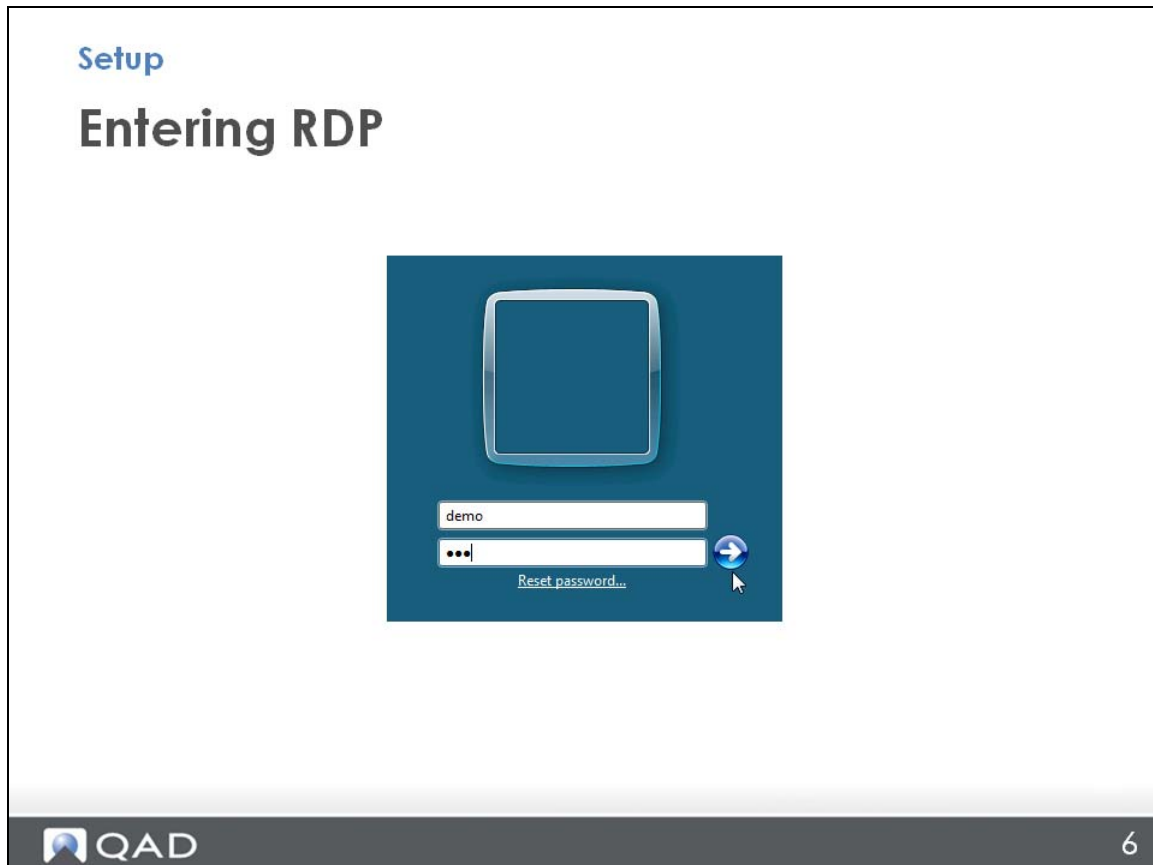 Setup
Entering RDP
demo
•••
Reset password...
QAD
6